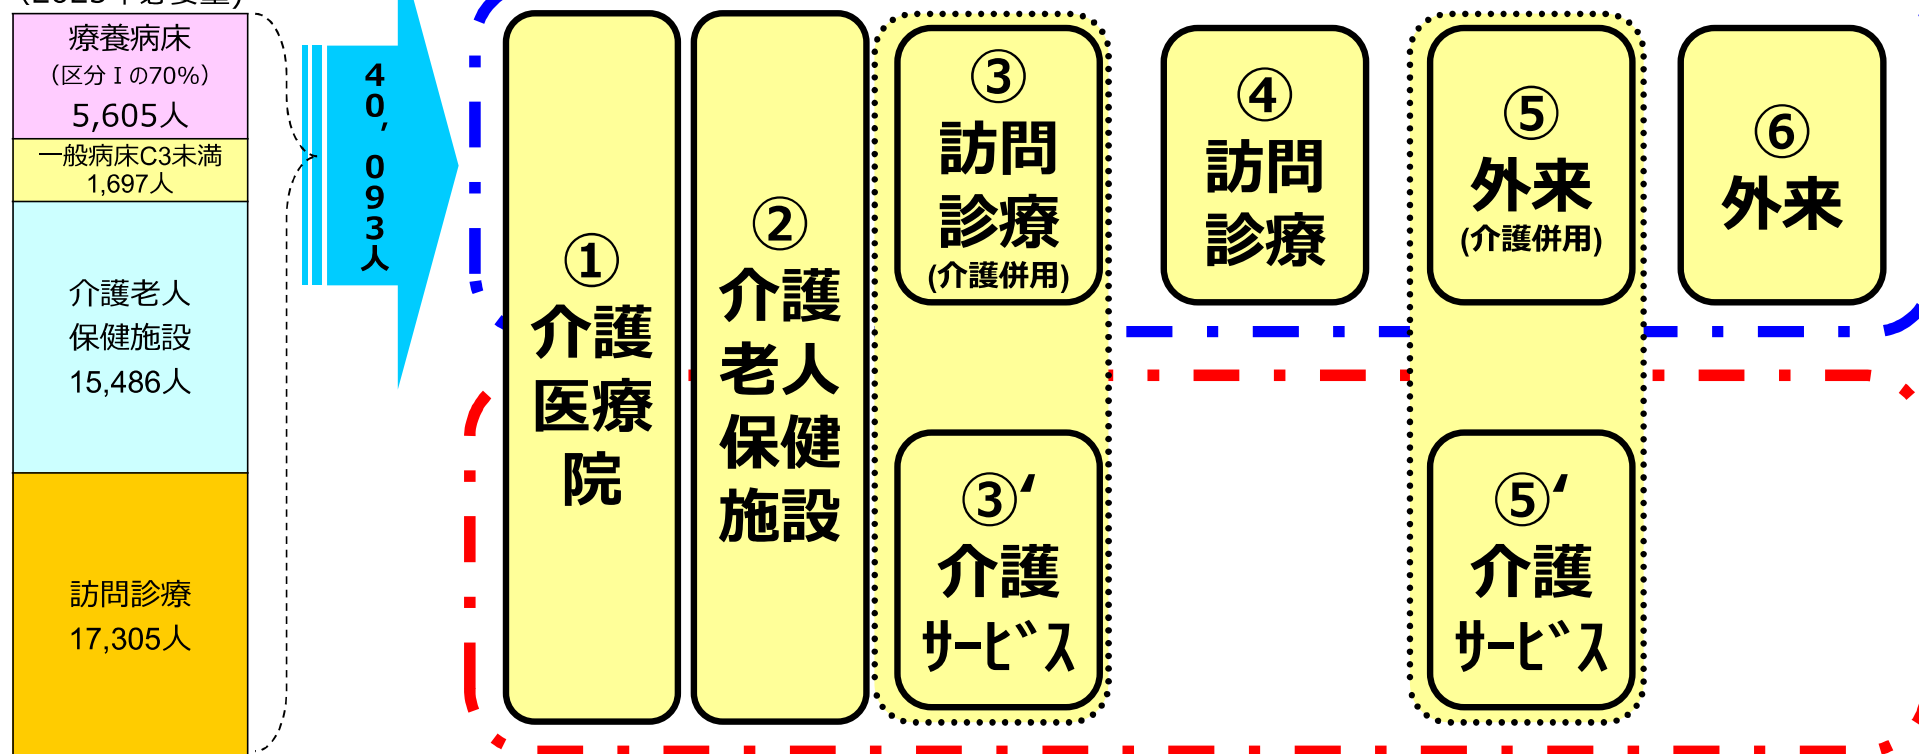 療養病床
（区分Ⅰの70％）
5,605人
一般病床C3未満
1,697人
介護老人
保健施設
15,486人
訪問診療
17,305人
40,093人
①
介護
医療
院
②
介護
老人
保健
施設
③
訪問
診療
(介護併用)
④
訪問
診療
⑤
外来
(介護併用)
⑥
外来
③‘
介護
ｻｰﾋﾞｽ
⑤‘
介護
ｻｰﾋﾞｽ